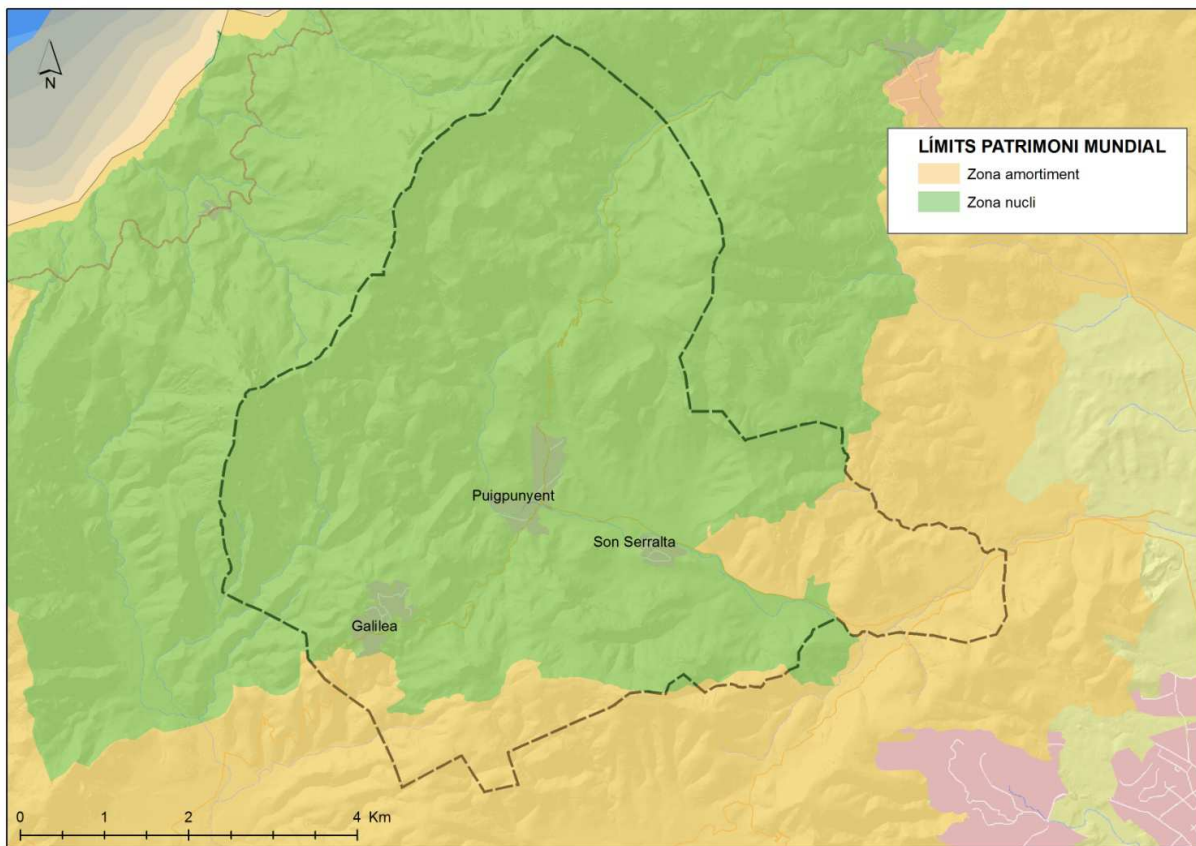 N
LÍMITS PATRIMONI MUNDIAL
Zona amortiment
Zona nucli
Puigpunyent
Son Serralta
Galilea
0 1 2 4 Km